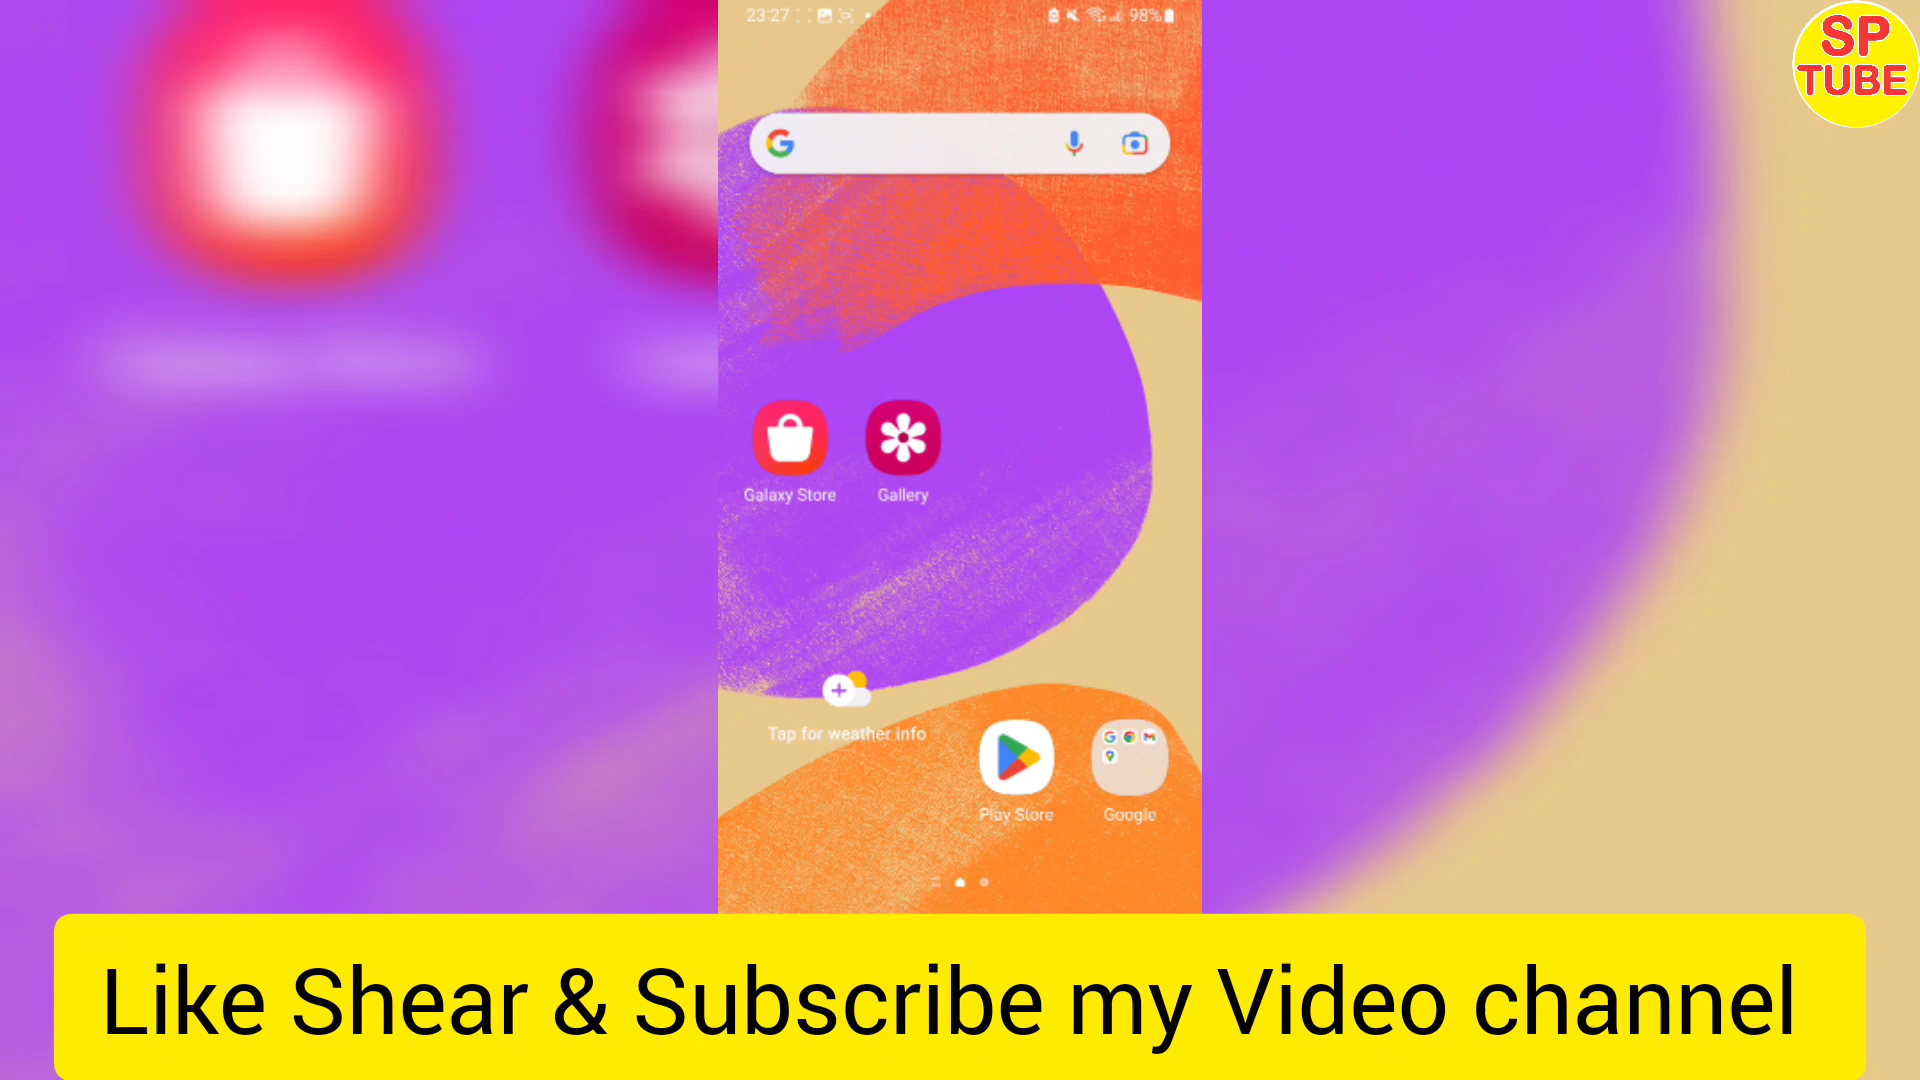 23:27
98%
SP
TUBE
Galaxy Store
Gallery
Tap for weather info
Play Store
Google
Like Shear & Subscribe my Video channel